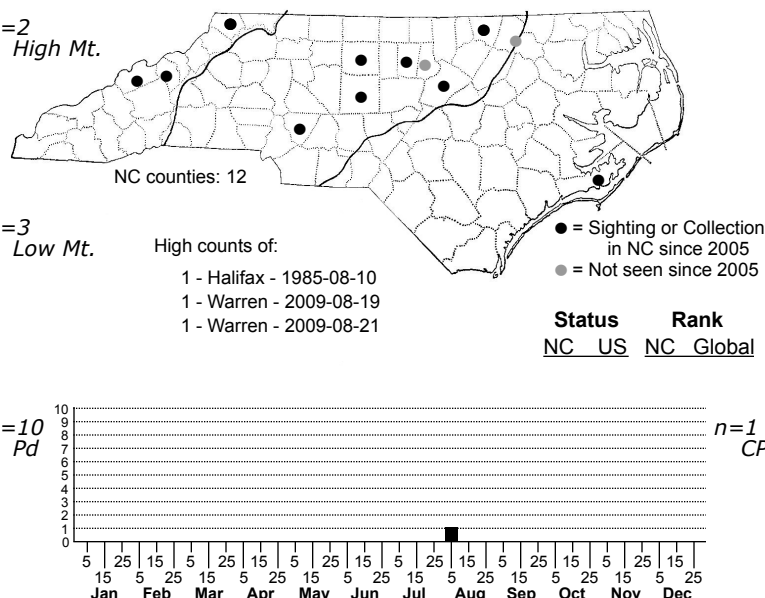 =2
High Mt.
NC counties: 12
=3
Low Mt.
High counts of:
1 - Halifax - 1985-08-10
1 - Warren - 2009-08-19
1 - Warren - 2009-08-21
= Sighting or Collection
in NC since 2005
= Not seen since 2005
Status Rank
NC US NC Global
=10
Pd
n=1
CP
10
9
8
7
6
5
4
3
2
1
0
5 25 15 5 25 15 5 25 15 5 25 15 5 25 15 5 25 15
15 5 25 15 5 25 15 5 25 15 5 25 15 5 25 15 5 25
Jan Feb Mar Apr May Jun Jul Aug Sep Oct Nov Dec